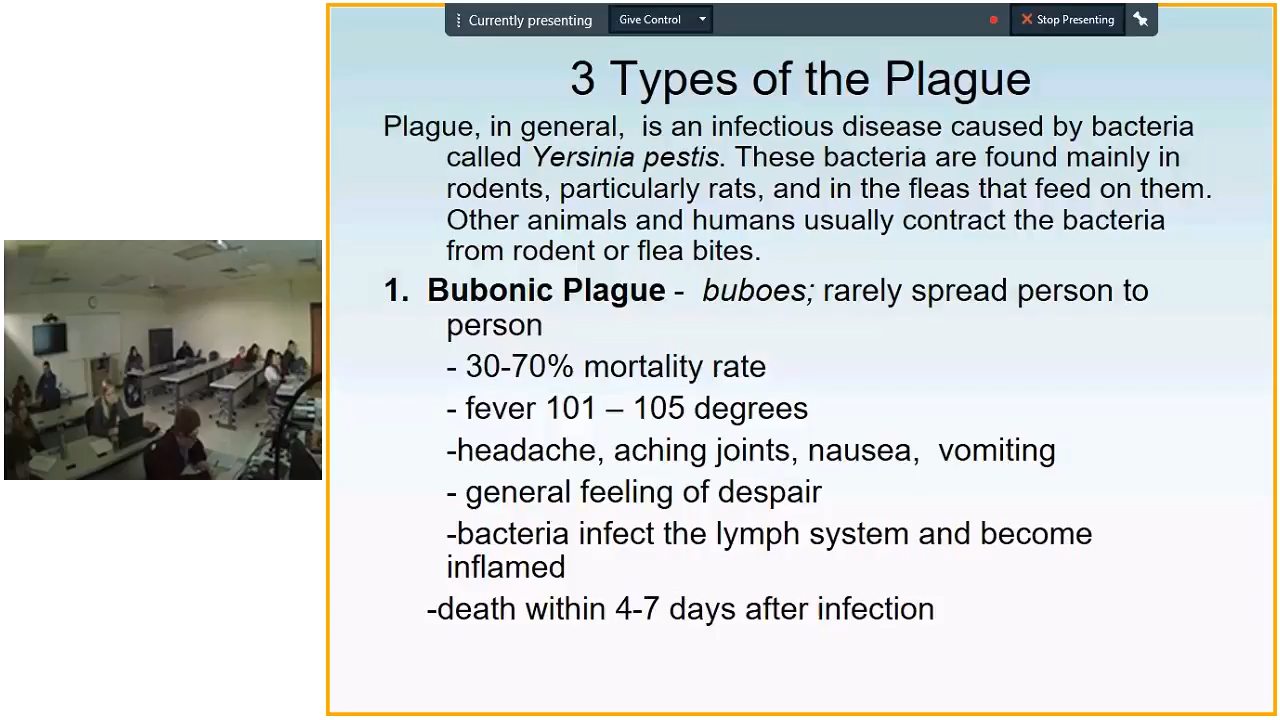 Currently presenting
Give Control
Stop Presenting
3 Types of the Plague
Plague, in general,  is an infectious disease caused by bacteria
called Yersinia pestis. These bacteria are found mainly in
rodents, particularly rats, and in the fleas that feed on them.
Other animals and humans usually contract the bacteria
from rodent or flea bites.
1. Bubonic Plague -  buboes; rarely spread person to
person
- 30-70% mortality rate
- fever 101 – 105 degrees
-headache, aching joints, nausea,  vomiting
- general feeling of despair
-bacteria infect the lymph system and become
inflamed
-death within 4-7 days after infection